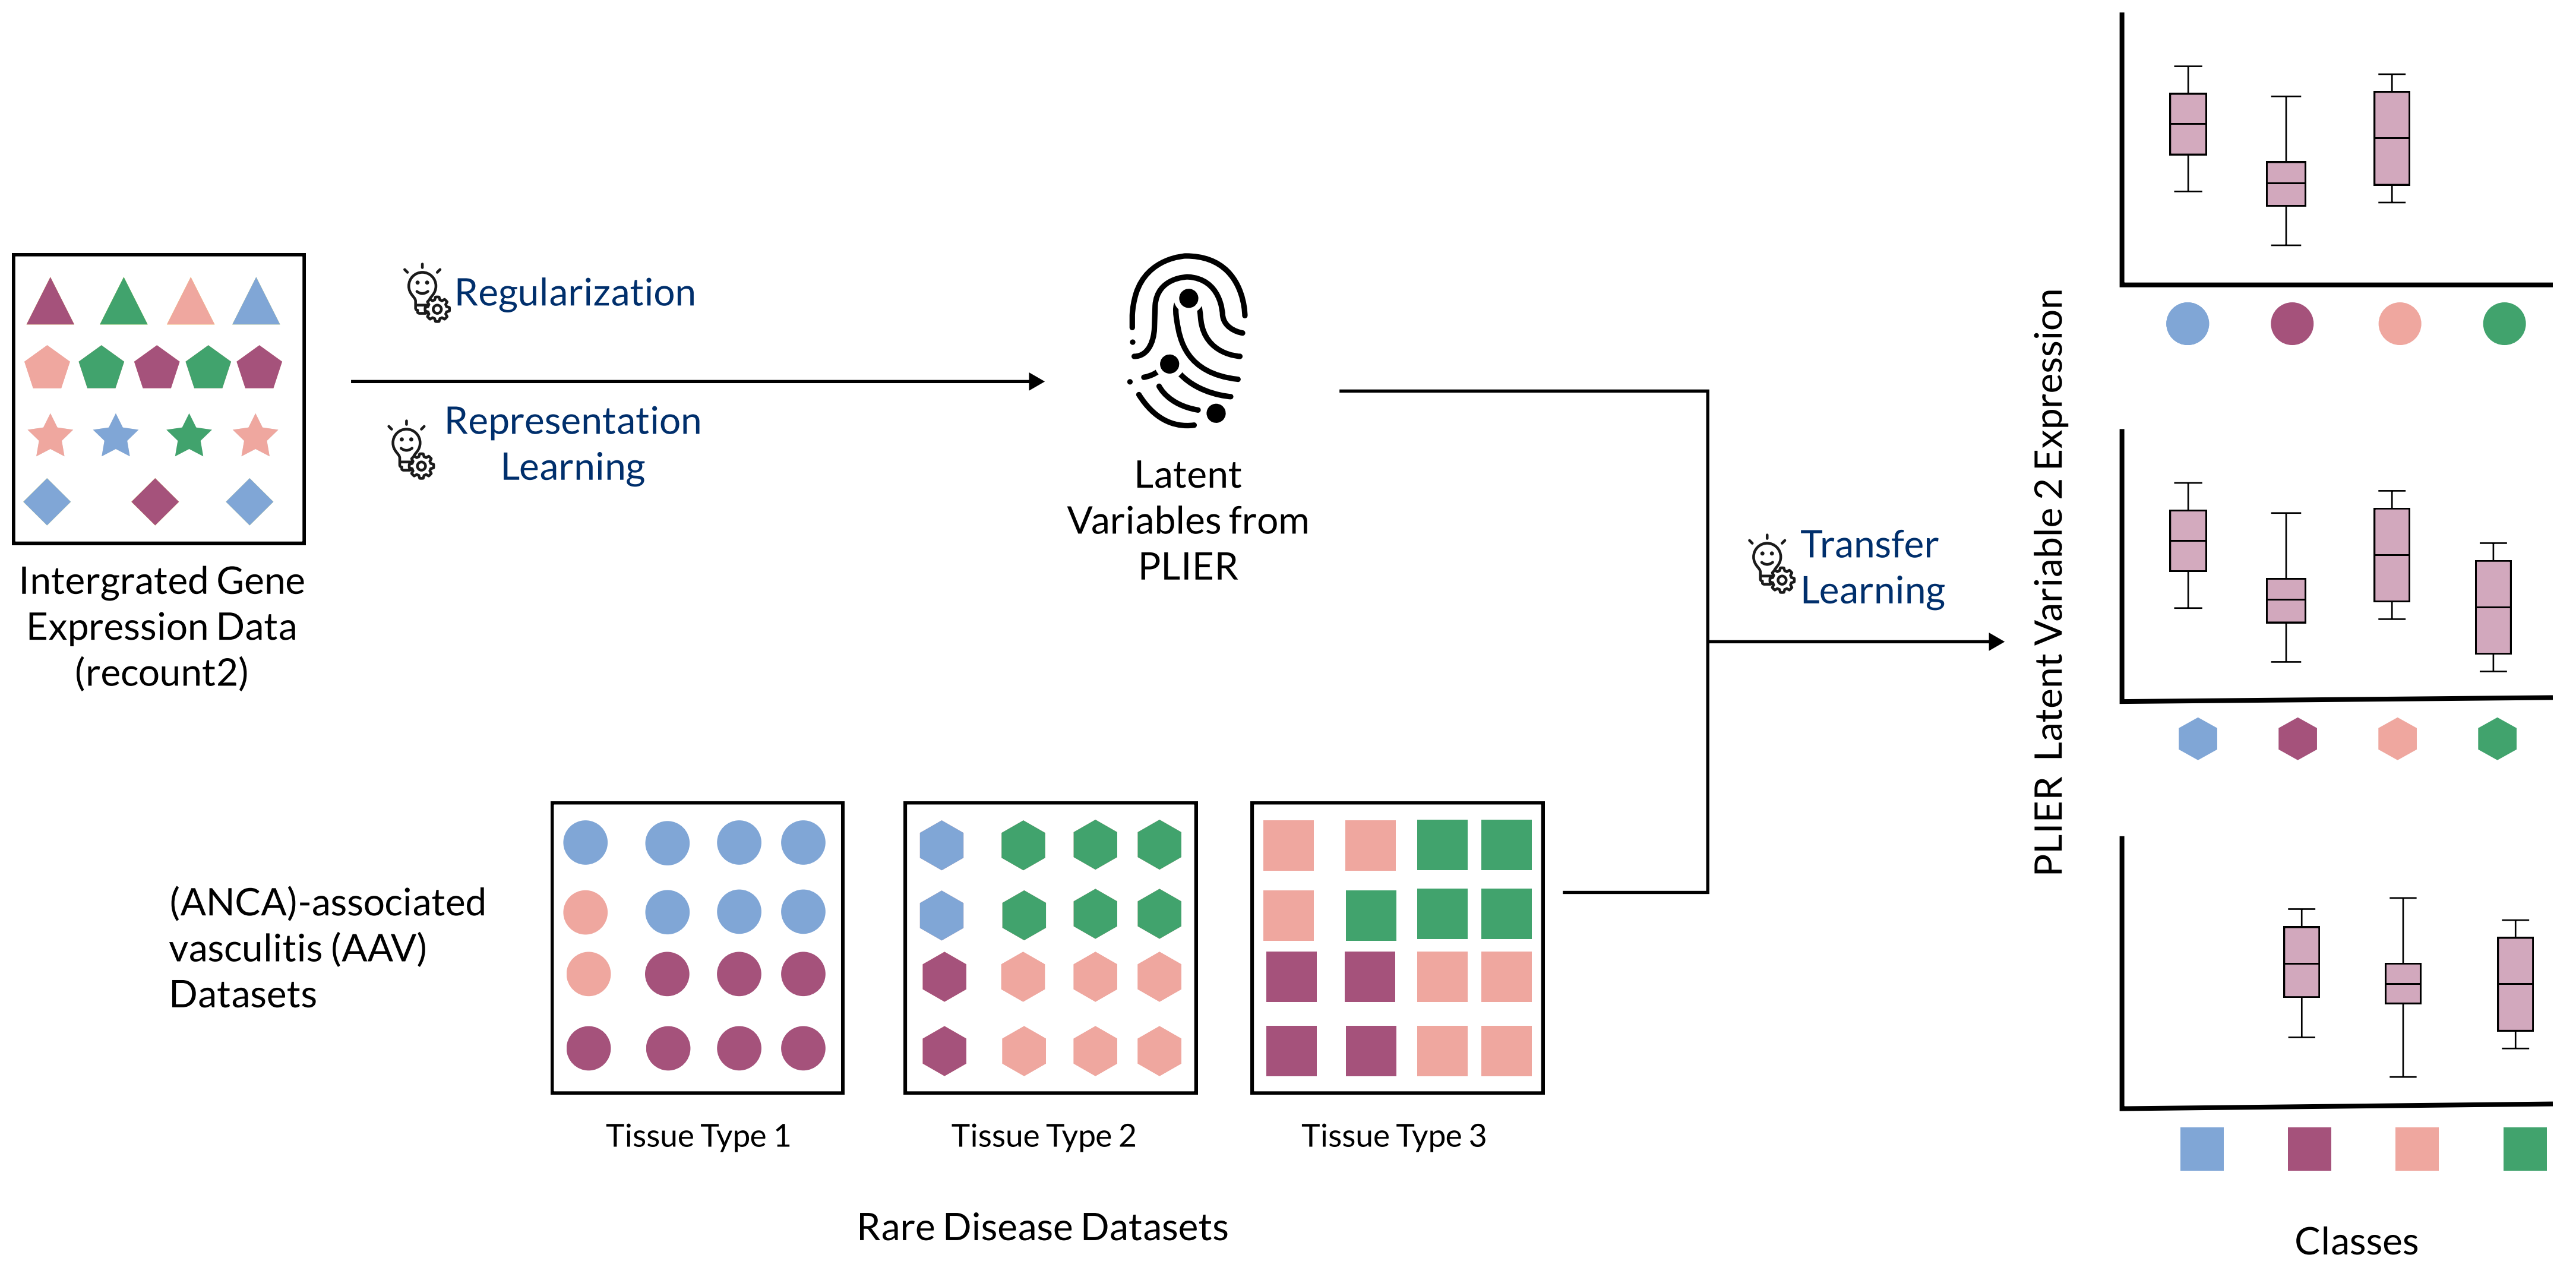 Regularization
Representation
Learning
Intergrated Gene
Expression Data
(recount2)
Latent
Variables from
PLIER
Transfer
Learning
PLIER Latent Variable 2 Expression
(ANCA)-associated
vasculitis (AAV)
Datasets
Tissue Type 1
Tissue Type 2
Tissue Type 3
Rare Disease Datasets
Classes